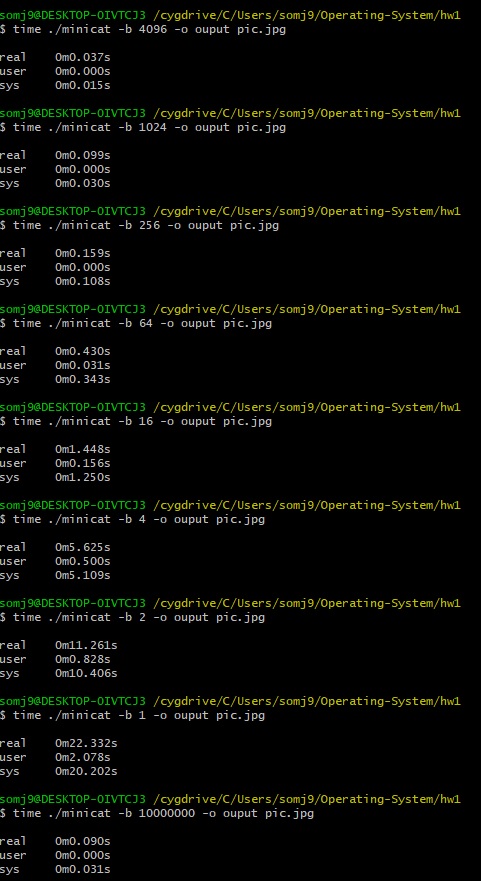 somj9@DESKTOP-OIVTCJ3 /cygdrive/C/Users/somj9/Operating-System/hw1
$ time ./minicat -b 4096 -o ouput pic.jpg
real 0m0.037s
user 0m0.000s
sys 0m0.015s
somj9@DESKTOP-OIVTCJ3 /cygdrive/C/Users/somj9/Operating-System/hw1
$ time ./minicat -b 1024 -o ouput pic.jpg
real 0m0.099s
user 0m0.000s
sys 0m0.030s
somj9@DESKTOP-OIVTCJ3 /cygdrive/C/Users/somj9/Operating-System/hw1
$ time ./minicat -b 256 -o ouput pic.jpg
real 0m0.159s
user 0m0.000s
sys 0m0.108s
somj9@DESKTOP-OIVTCJ3 /cygdrive/C/Users/somj9/Operating-System/hw1
$ time ./minicat -b 64 -o ouput pic.jpg
real 0m0.430s
user 0m0.031s
sys 0m0.343s
somj9@DESKTOP-OIVTCJ3 /cygdrive/C/Users/somj9/Operating-System/hw1
$ time ./minicat -b 16 -o ouput pic.jpg
real 0m1.448s
user 0m0.156s
sys 0m1.250s
somj9@DESKTOP-OIVTCJ3 /cygdrive/C/Users/somj9/Operating-System/hw1
$ time ./minicat -b 4 -o ouput pic.jpg
real 0m5.625s
user 0m0.500s
sys 0m5.109s
somj9@DESKTOP-OIVTCJ3 /cygdrive/C/Users/somj9/Operating-System/hw1
$ time ./minicat -b 2 -o ouput pic.jpg
real 0m11.261s
user 0m0.828s
sys 0m10.406s
somj9@DESKTOP-OIVTCJ3 /cygdrive/C/Users/somj9/Operating-System/hw1
$ time ./minicat -b 1 -o ouput pic.jpg
real 0m22.332s
user 0m2.078s
sys 0m20.202s
somj9@DESKTOP-OIVTCJ3 /cygdrive/C/Users/somj9/Operating-System/hw1
$ time ./minicat -b 10000000 -o ouput pic.jpg
real 0m0.090s
user 0m0.000s
sys 0m0.031s